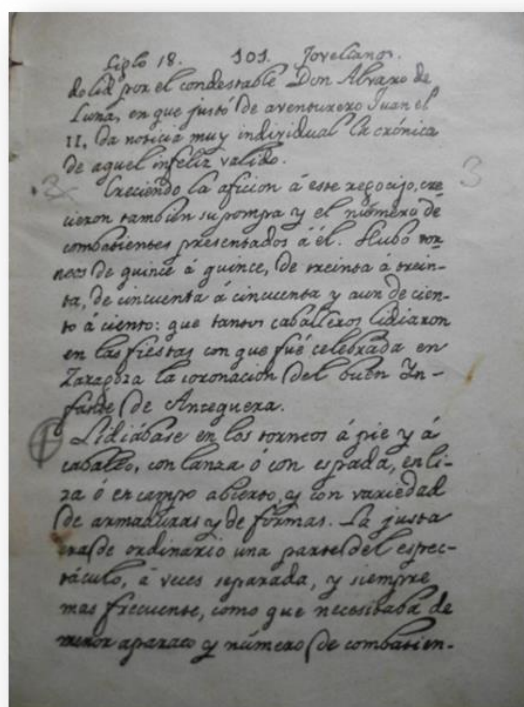 Siglo 18. 101. Jovellanos.
dolid por el condestable Don Alvaro de
Luna, en que justó de aventurero Juan el
II, da noticia muy individual la crónica
de aquel infeliz valido.
Creciendo la aficion á este regocijo, cre
cieron tambien su pompa y el número de
combatientes presentados á él. Hubo tor
neos de quince á quince, de treinta á trein-
ta, de cincuenta á cincuenta y aun de cien-
to á ciento: que tantos caballeros lidiaron
en las fiestas con que fué celebrada en
Zaragoza la coronacion del buen In-
fante de Antequera.
Lidiábase en los torneos á pie y á
caballo, con lanza ó con espada, en li-
za ó en campo abierto, y con variedad
de armaduras y de formas. La justa
era de ordinario una parte del espec-
táculo, á veces separada, y siempre
mas frecuente, como que necesitaba de
menor aparato y número de combatien-
3